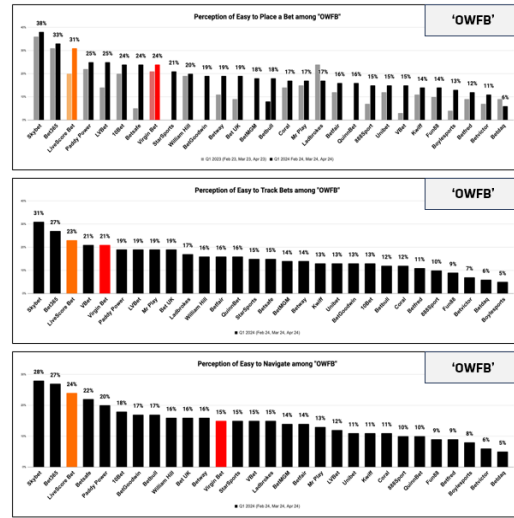 Perception of Easy to Place a Bet among "OWFB"
'OWFB'
40%
30%
20%
10%
0%
38% 33% 31% 25% 25% 24% 24% 24% 21% 20% 19% 19% 19% 18% 18% 17% 17% 17% 16% 16% 15% 15% 15% 14% 14% 13% 12% 11% 6%
Skybet Bet365 LiveScore Bet Paddy Power LVBet 10Bet Betsafe Virgin Bet StarSports William Hill BetGoodwin Betway Bet UK BetMGM Betbull Coral Mr Play Ladbrokes Betfair QuinnBet 888Sport Unibet VBet Kwiff Fun88 Boylesports Betfred Betvictor Betdaq
Q1 2023 (Feb 23, Mar 23, Apr 23) Q1 2024 (Feb 24, Mar 24, Apr 24)
Perception of Easy to Track Bets among "OWFB"
'OWFB'
31% 27% 23% 21% 21% 19% 19% 19% 19% 17% 16% 16% 16% 15% 15% 14% 14% 13% 13% 13% 13% 12% 12% 11% 10% 9% 7% 6% 5%
Skybet Bet365 LiveScore Bet VBet Virgin Bet Paddy Power LVBet Mr Play Bet UK Ladbrokes William Hill Betfair QuinnBet StarSports Betsafe BetMGM Betway Kwiff Unibet BetGoodwin 10Bet Betbull Coral Betfred 888Sport Fun88 Betvictor Betdaq Boylesports
Q1 2024 (Feb 24, Mar 24, Apr 24)
Perception of Easy to Navigate among "OWFB"
'OWFB'
28% 27% 24% 22% 20% 18% 17% 17% 16% 16% 16% 15% 15% 15% 15% 14% 14% 13% 12% 11% 11% 11% 10% 10% 9% 9% 8% 6% 5%
Skybet Bet365 LiveScore Bet Betsafe Paddy Power 10Bet BetGoodwin Betbull William Hill Bet UK Betway Virgin Bet StarSports VBet Ladbrokes BetMGM Betfair Mr Play LVBet Unibet Kwiff Coral 888Sport QuinnBet Fun88 Betfred Boylesports Betvictor Betdaq
Q1 2024 (Feb 24, Mar 24, Apr 24)